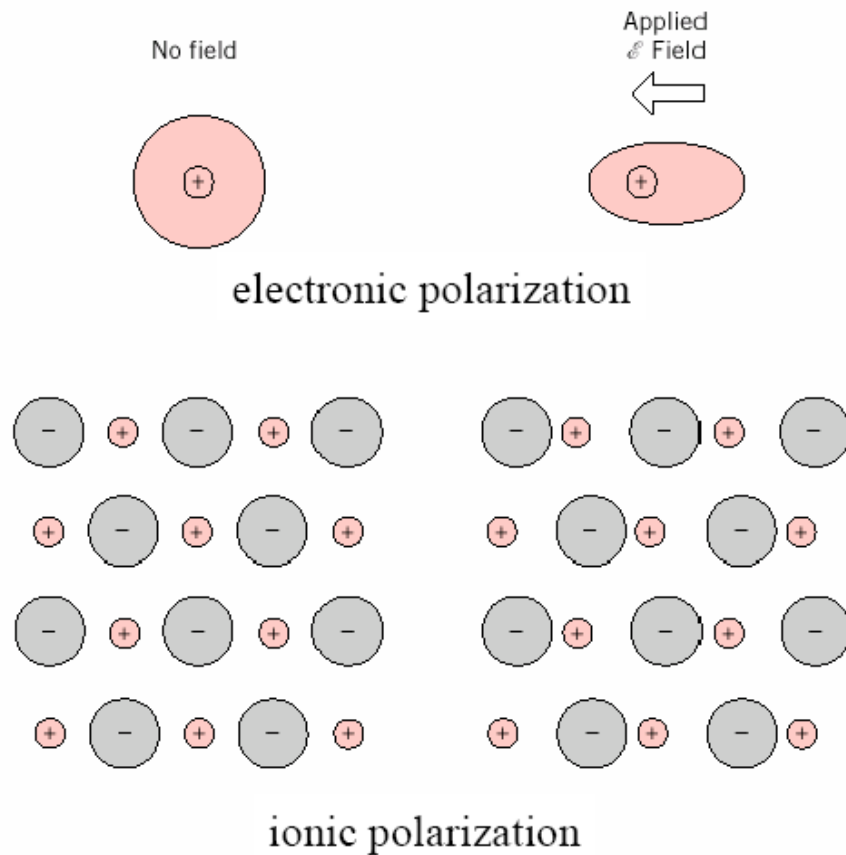 No field
Applied
ℰ Field
+
+
electronic polarization
− + − + −
− + − + −
+ − + − +
+ − + − +
− + − + −
− + − + −
+ − + − +
+ − + − +
ionic polarization